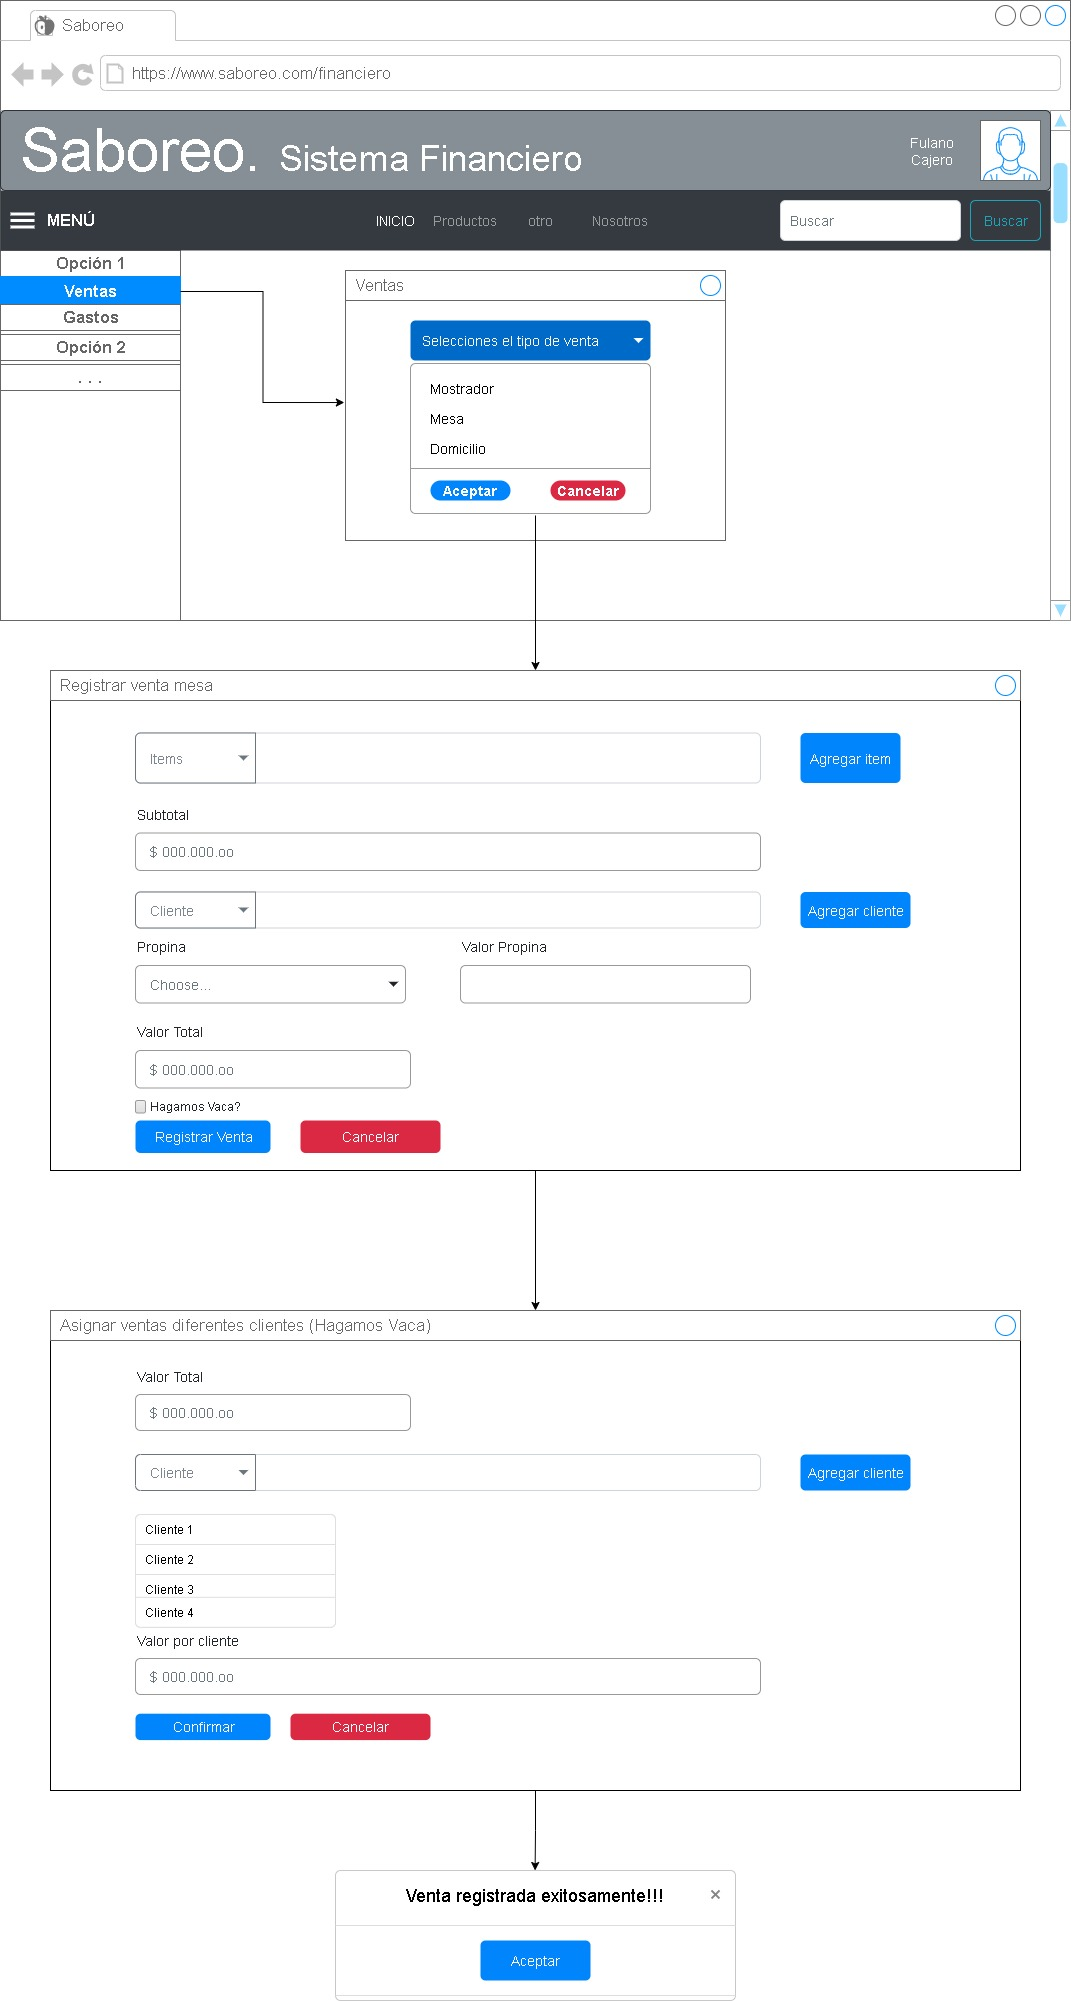 Saboreo
https://www.saboreo.com/financiero
Saboreo. Sistema Financiero
Fulano
Cajero
MENÚ
INICIO Productos otro Nosotros
Buscar
Buscar
Opción 1
Ventas
Gastos
Opción 2
. . .
Ventas
Selecciones el tipo de venta
Mostrador
Mesa
Domicilio
Aceptar Cancelar
Registrar venta mesa
Items
Agregar item
Subtotal
$ 000.000.oo
Cliente
Agregar cliente
Propina Valor Propina
Choose...
Valor Total
$ 000.000.oo
Hagamos Vaca?
Registrar Venta Cancelar
Asignar ventas diferentes clientes (Hagamos Vaca)
Valor Total
$ 000.000.oo
Cliente
Agregar cliente
Cliente 1
Cliente 2
Cliente 3
Cliente 4
Valor por cliente
$ 000.000.oo
Confirmar Cancelar
Venta registrada exitosamente!!! ×
Aceptar